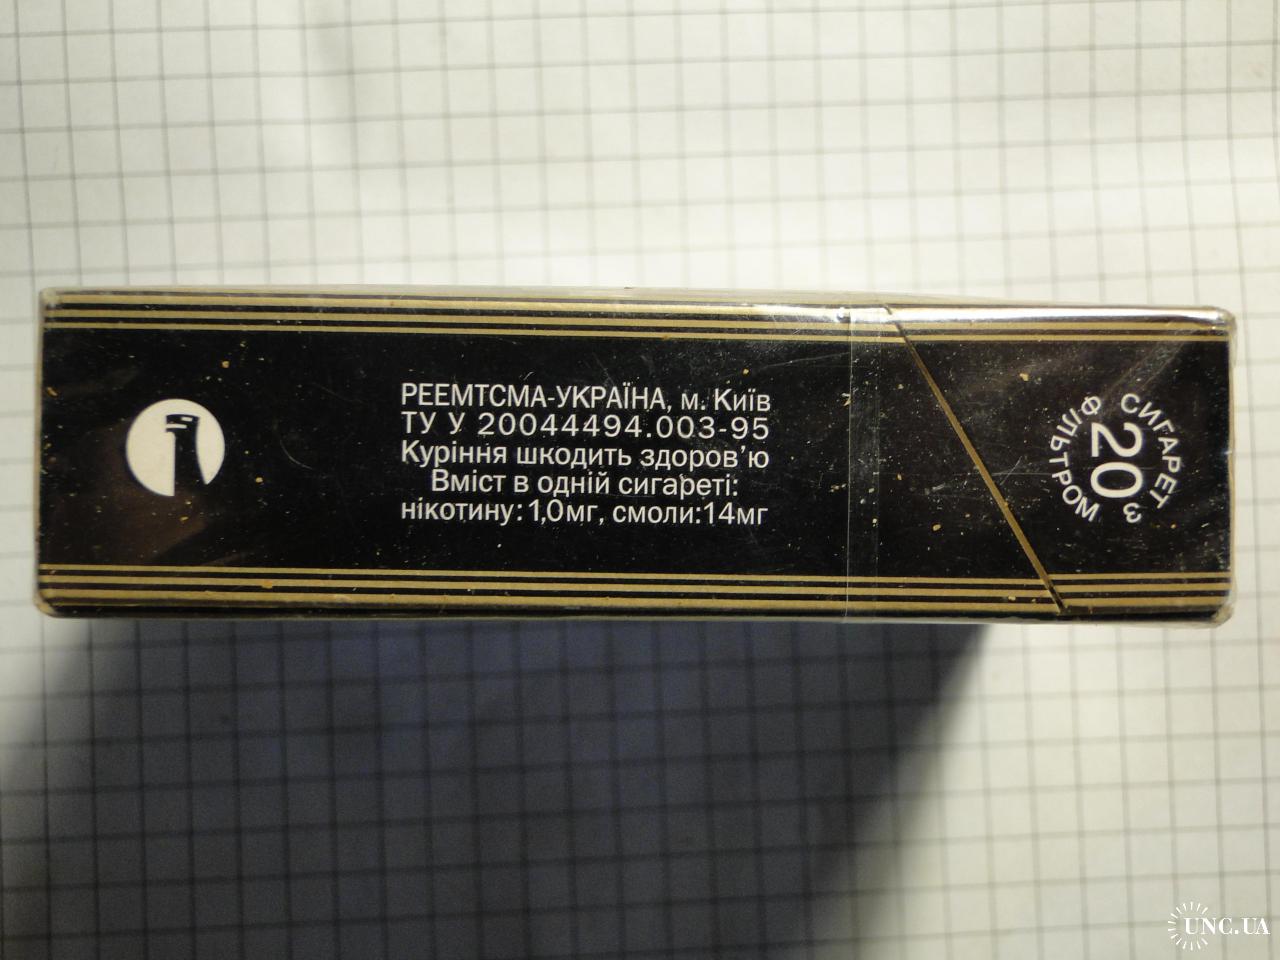 РЕЕМТСМА-УКРАЇНА, м. Київ
ТУ У 20044494.003-95
Куріння шкодить здоров'ю
Вміст в одній сигареті:
нікотину: 1,0мг, смоли:14мг
20
СИГАРЕТ З ФІЛЬТРОМ
UNC.UA